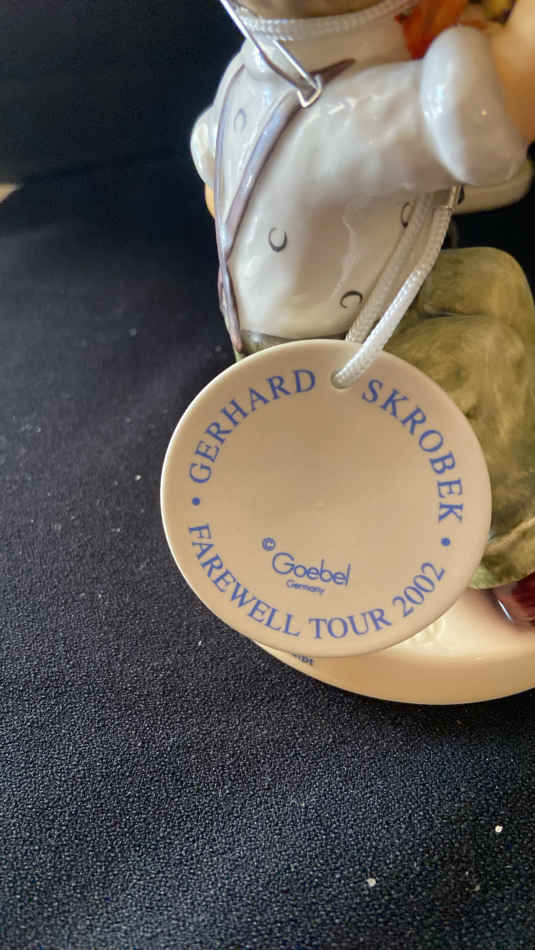 GERHARD SKROBEK
© Goebel
Germany
• FAREWELL TOUR 2002 •